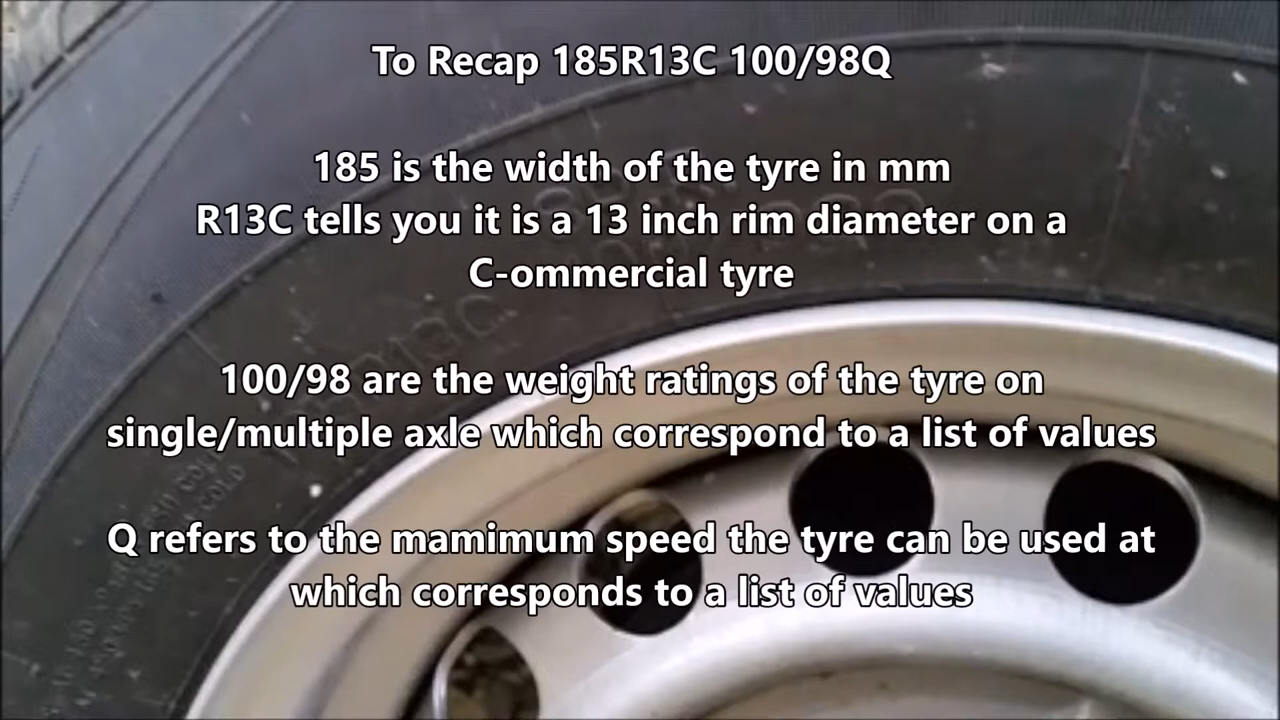 To Recap 185R13C 100/98Q
185 is the width of the tyre in mm
R13C tells you it is a 13 inch rim diameter on a
C-ommercial tyre
100/98 are the weight ratings of the tyre on
single/multiple axle which correspond to a list of values
Q refers to the mamimum speed the tyre can be used at
which corresponds to a list of values
R13C